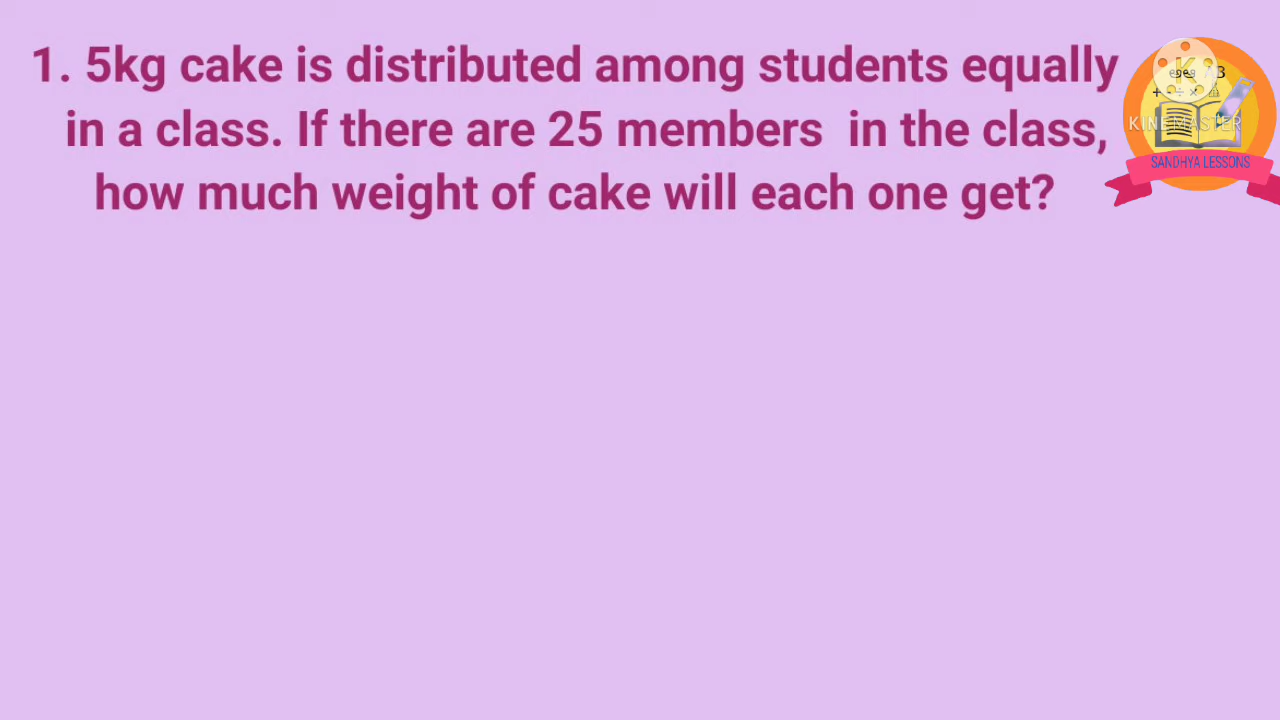 1. 5kg cake is distributed among students equally
in a class. If there are 25 members  in the class,
how much weight of cake will each one get?
KINEMASTER
SANDHYA LESSONS